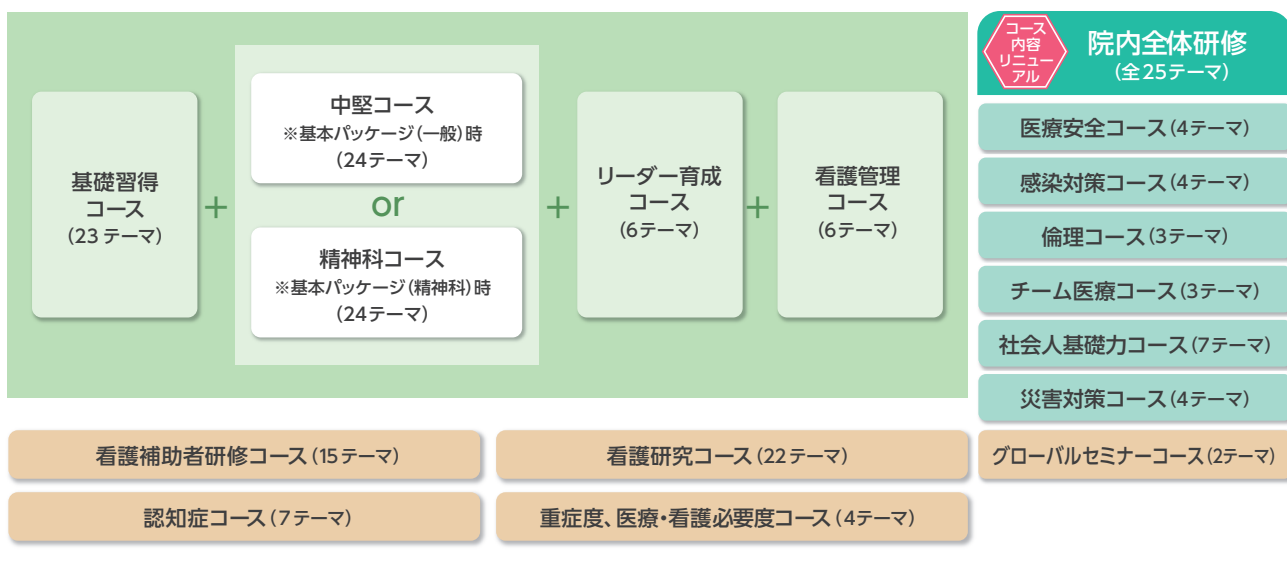 基礎習得
コース
(23 テーマ)
+
中堅コース
※基本パッケージ(一般)時
(24テーマ)
or
精神科コース
※基本パッケージ(精神科)時
(24テーマ)
+
リーダー育成
コース
(6テーマ)
+
看護管理
コース
(6テーマ)
コース
内容
リニュー
アル
院内全体研修
(全25テーマ)
医療安全コース(4テーマ)
感染対策コース(4テーマ)
倫理コース(3テーマ)
チーム医療コース(3テーマ)
社会人基礎力コース(7テーマ)
災害対策コース(4テーマ)
看護補助者研修コース(15テーマ)
看護研究コース(22テーマ)
グローバルセミナーコース(2テーマ)
認知症コース(7テーマ)
重症度、医療・看護必要度コース(4テーマ)